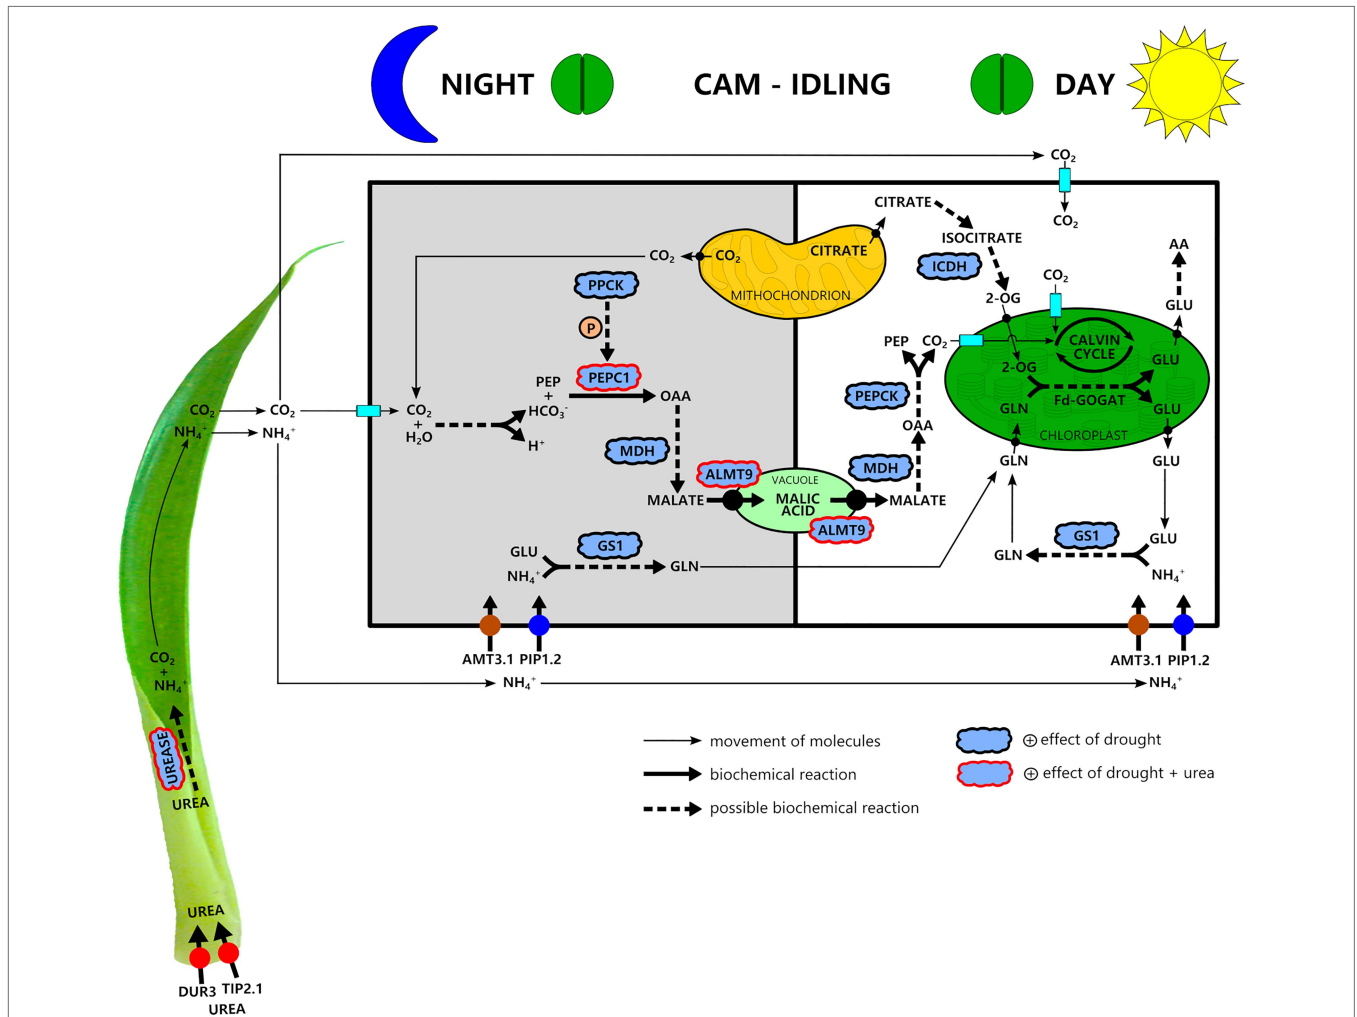 NIGHT
CAM - IDLING
DAY
CO₂
CO₂
CITRATE
ISOCITRATE
ICDH
2-OG
CO₂
AA
GLU
CO₂
CO₂
CITRATE
MITHOCHONDRION
PPCK
P
PEPC1
PEP
+
HCO₃⁻
OAA
CO₂
+
H₂O
H⁺
MDH
MALATE
ALMT9
VACUOLE
MALIC
ACID
ALMT9
MDH
MALATE
OAA
PEPCK
PEP
CO₂
CALVIN
CYCLE
2-OG
GLU
Fd-GOGAT
GLN
GLU
CHLOROPLAST
GLN
GLU
GLU
NH₄⁺
GS1
GLN
GLN
GS1
GLU
NH₄⁺
AMT3.1
PIP1.2
NH₄⁺
AMT3.1
PIP1.2
NH₄⁺
CO₂
CO₂
NH₄⁺
NH₄⁺
CO₂
+
NH₄⁺
UREASE
UREA
UREA
DUR3
TIP2.1
UREA
movement of molecules
biochemical reaction
possible biochemical reaction
⊕ effect of drought
⊕ effect of drought + urea